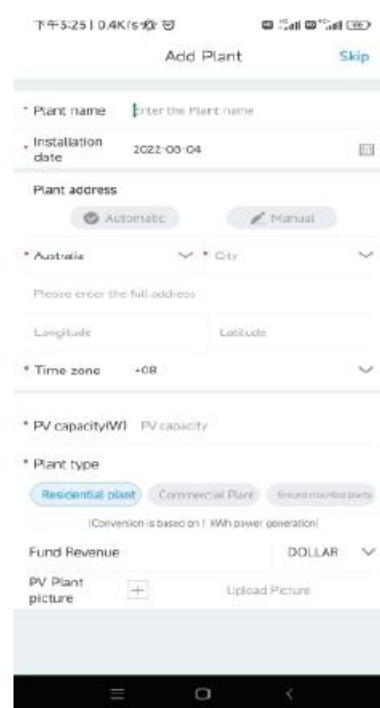 下午5:25 | 0.4K/s
Add Plant
Skip
* Plant name Enter the Plant name
* Installation date 2022-08-04
Plant address
Automatic Manual
* Australia * City
Please enter the full address
Longitude Latitude
* Time zone +08
* PV capacity(W) PV capacity
* Plant type
Residential plant Commercial Plant Ground mounted plants
(Conversion is based on 1 kWh power generation)
Fund Revenue DOLLAR
PV Plant picture + Upload Picture